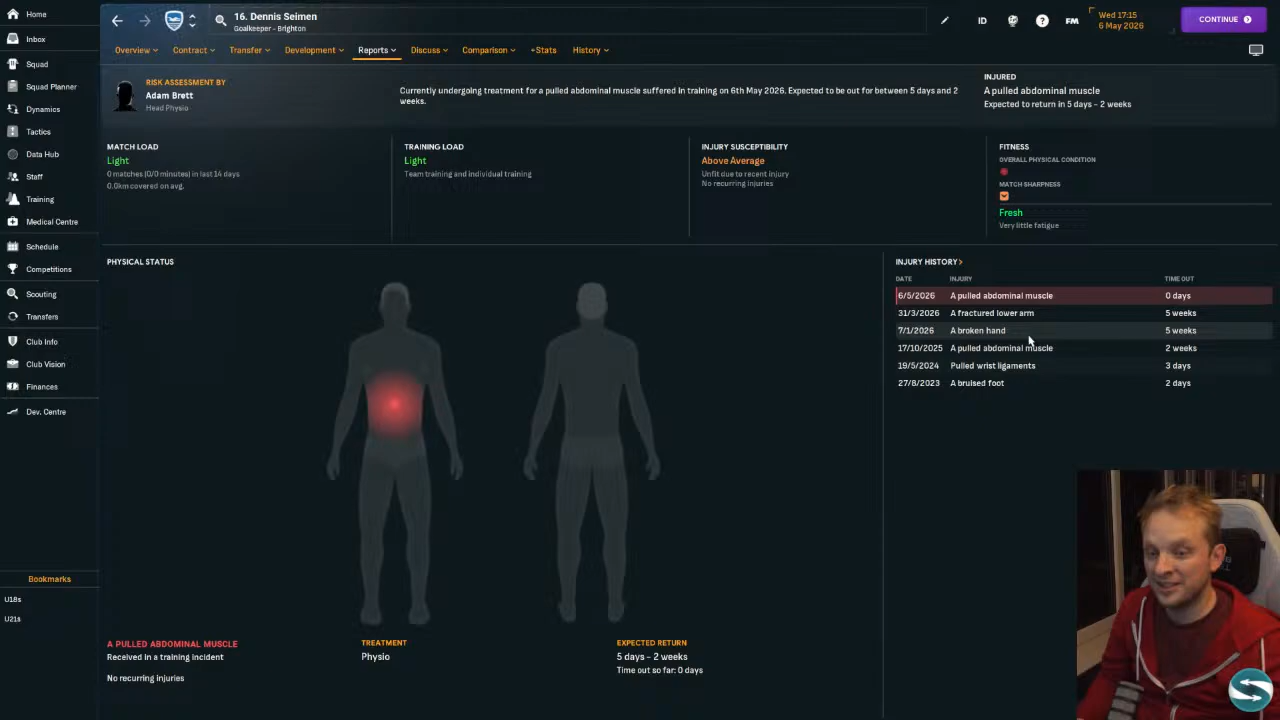 Home
Inbox
Squad
Squad Planner
Dynamics
Tactics
Data Hub
Staff
Training
Medical Centre
Schedule
Competitions
Scouting
Transfers
Club Info
Club Vision
Finances
Dev. Centre
Bookmarks
U18s
U21s
16. Dennis Seimen
Goalkeeper - Brighton
ID
?
FM
Wed 17:15
6 May 2026
CONTINUE
Overview
Contract
Transfer
Development
Reports
Discuss
Comparison
+Stats
History
RISK ASSESSMENT BY
Adam Brett
Head Physio
Currently undergoing treatment for a pulled abdominal muscle suffered in training on 6th May 2026. Expected to be out for between 5 days and 2
weeks.
INJURED
A pulled abdominal muscle
Expected to return in 5 days - 2 weeks
MATCH LOAD
Light
0 matches (0/0 minutes) in last 14 days
0.0km covered on avg.
TRAINING LOAD
Light
Team training and individual training
INJURY SUSCEPTIBILITY
Above Average
Unfit due to recent injury
No recurring injuries
FITNESS
OVERALL PHYSICAL CONDITION
MATCH SHARPNESS
Fresh
Very little fatigue
PHYSICAL STATUS
A PULLED ABDOMINAL MUSCLE
Received in a training incident
No recurring injuries
TREATMENT
Physio
EXPECTED RETURN
5 days - 2 weeks
Time out so far: 0 days
INJURY HISTORY>
DATE INJURY TIME OUT
6/5/2026 A pulled abdominal muscle 0 days
31/3/2026 A fractured lower arm 5 weeks
7/1/2026 A broken hand 5 weeks
17/10/2025 A pulled abdominal muscle 2 weeks
19/5/2024 Pulled wrist ligaments 3 days
27/8/2023 A bruised foot 2 days